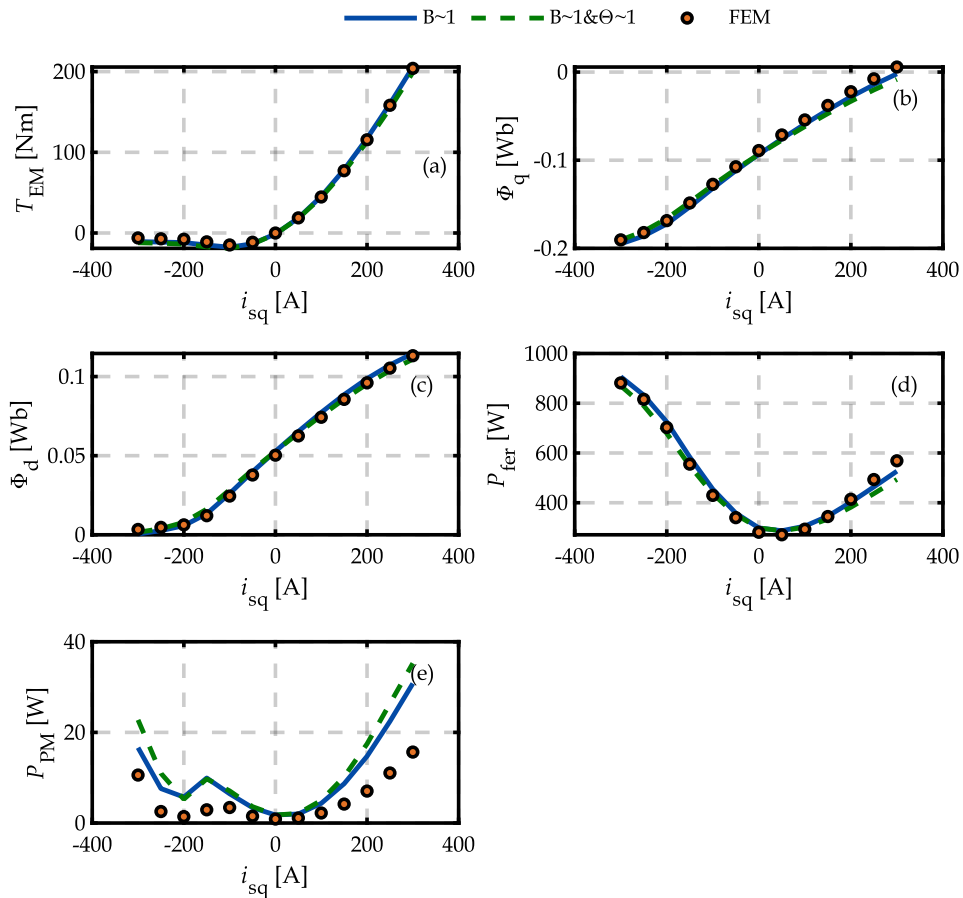 B~1 B~1&Θ~1 FEM
200
100
0
T_EM [Nm]
(a)
-400 -200 0 200 400
i_sq [A]
0
-0.1
-0.2
Φ_q [Wb]
(b)
-400 -200 0 200 400
i_sq [A]
0.1
0.05
0
Φ_d [Wb]
(c)
-400 -200 0 200 400
i_sq [A]
1000
800
600
400
P_fer [W]
(d)
-400 -200 0 200 400
i_sq [A]
40
20
0
P_PM [W]
(e)
-400 -200 0 200 400
i_sq [A]